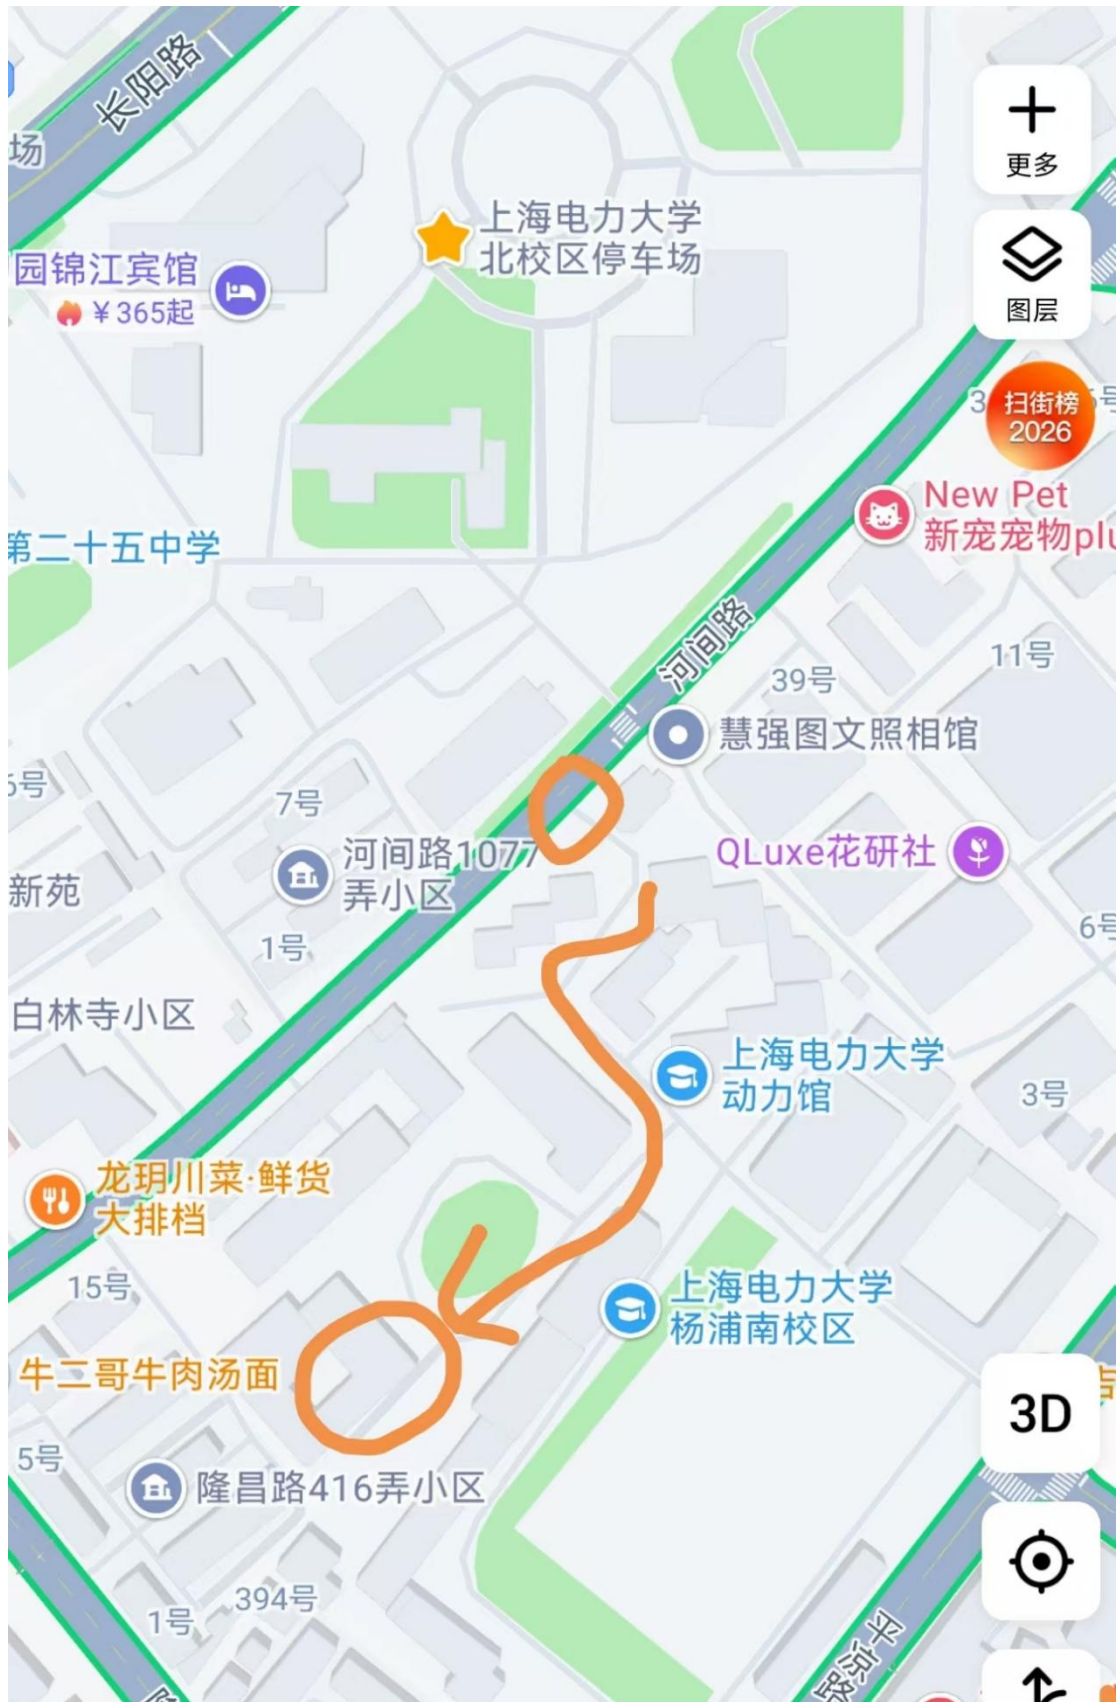 长阳路
场
更多
上海电力大学
北校区停车场
园锦江宾馆
¥365起
图层
扫街榜
2026
New Pet
新宠宠物plu
第二十五中学
河间路
11号
39号
慧强图文照相馆
7号
河间路1077
弄小区
QLuxe花研社
新苑
1号
6号
白林寺小区
上海电力大学
动力馆
3号
龙玥川菜·鲜货
大排档
15号
上海电力大学
杨浦南校区
牛二哥牛肉汤面
3D
5号
隆昌路416弄小区
394号
1号
平凉路